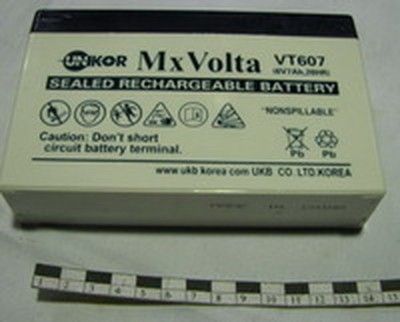 UNIKOR MxVolta VT607
(6V7Ah,20HR)
SEALED RECHARGEABLE BATTERY
"NONSPILLABLE"
Caution: Don't short
circuit battery terminal.
Pb Pb
www.ukb korea.com UKB CO. LTD.KOREA
1 2 3 4 5 6 7 8 9 10 11 12 13 14 15